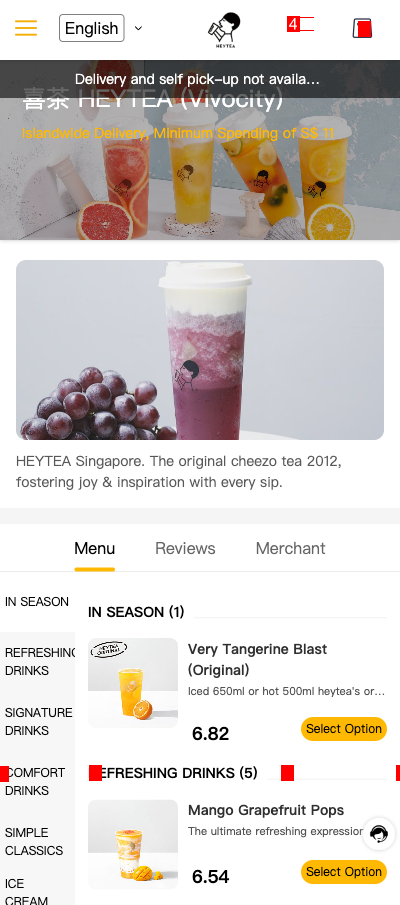 English
4
HEYTEA
Delivery and self pick-up not availa...
喜茶 HEYTEA (Vivocity)
Islandwide Delivery, Minimum Spending of S$ 1!
HEYTEA Singapore. The original cheezo tea 2012,
fostering joy & inspiration with every sip.
Menu Reviews Merchant
IN SEASON
REFRESHING
DRINKS
SIGNATURE
DRINKS
COMFORT
DRINKS
SIMPLE
CLASSICS
ICE
CREAM
IN SEASON (1)
HEYTEA
ORIGINAL
Very Tangerine Blast
(Original)
Iced 650ml or hot 500ml heytea's or...
6.82
Select Option
REFRESHING DRINKS (5)
Mango Grapefruit Pops
The ultimate refreshing expression
6.54
Select Option